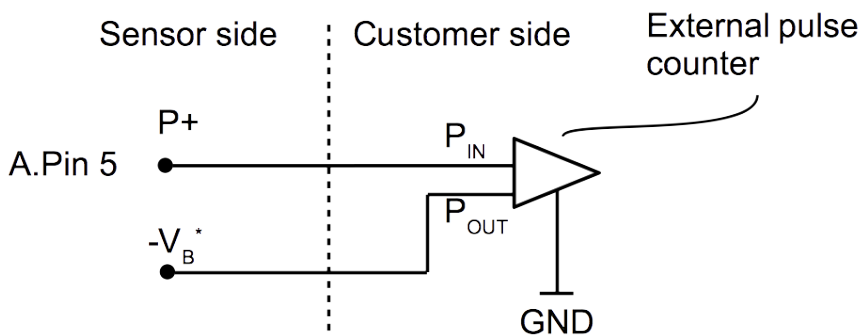 Sensor side
Customer side
External pulse
counter
P+
A.Pin 5
P_IN
P_OUT
-V_B*
GND